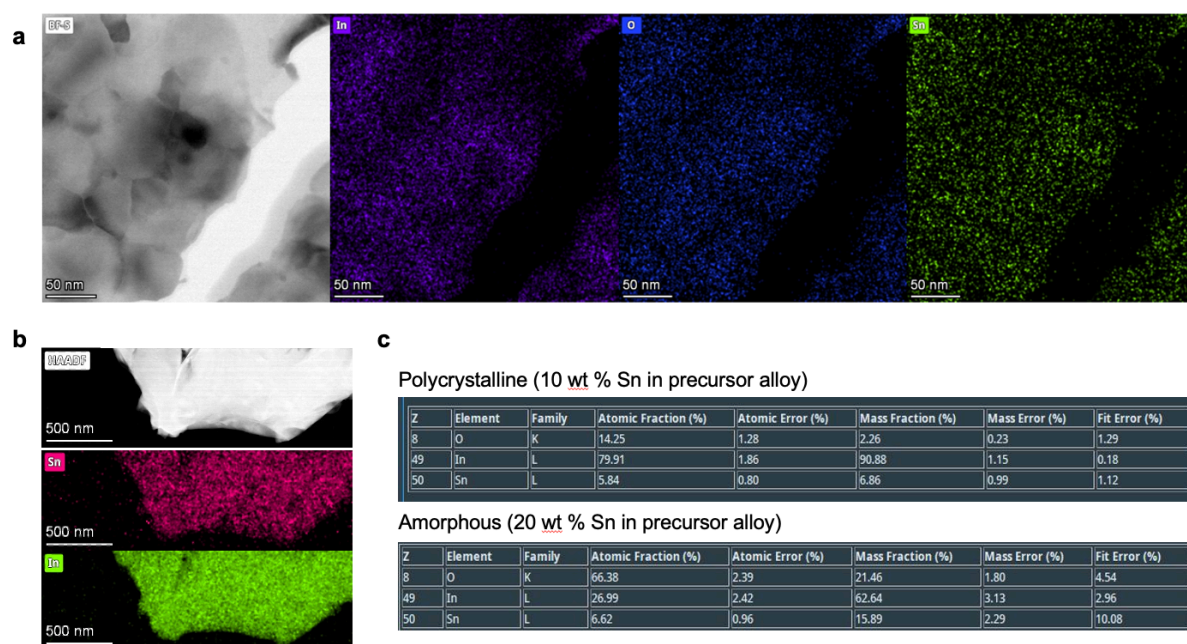 a
BF-S
In
O
Sn
50 nm
50 nm
50 nm
50 nm
b
HAADF
500 nm
Sn
500 nm
In
500 nm
c
Polycrystalline (10 wt % Sn in precursor alloy)
Z Element Family Atomic Fraction (%) Atomic Error (%) Mass Fraction (%) Mass Error (%) Fit Error (%)
8 O K 14.25 1.28 2.26 0.23 1.29
49 In L 79.91 1.86 90.88 1.15 0.18
50 Sn L 5.84 0.80 6.86 0.99 1.12
Amorphous (20 wt % Sn in precursor alloy)
Z Element Family Atomic Fraction (%) Atomic Error (%) Mass Fraction (%) Mass Error (%) Fit Error (%)
8 O K 66.38 2.39 21.46 1.80 4.54
49 In L 26.99 2.42 62.64 3.13 2.96
50 Sn L 6.62 0.96 15.89 2.29 10.08